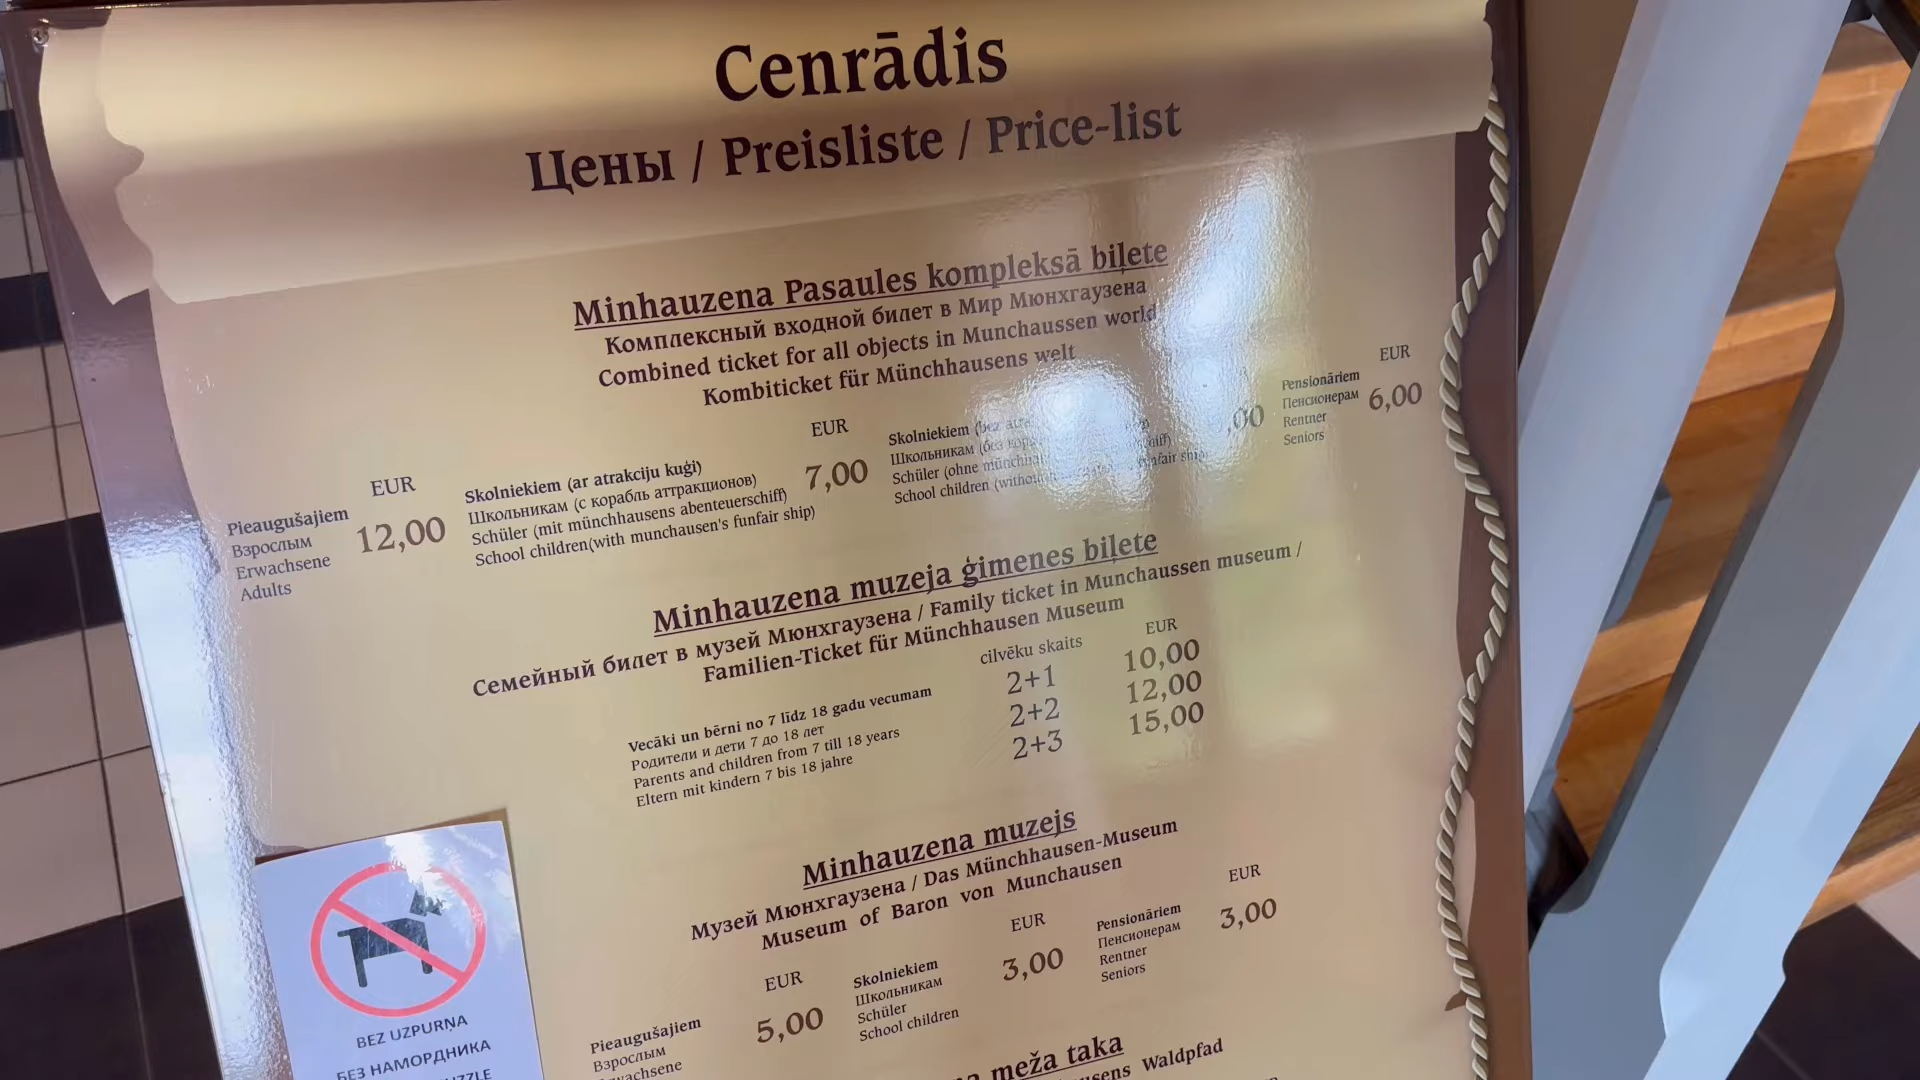 Cenrādis
Цены / Preisliste / Price-list
Minhauzena Pasaules kompleksā biļete
Комплексный входной билет в Мир Мюнхгаузена
Combined ticket for all objects in Munchaussen world
Kombiticket für Münchhausens welt
Pieaugušajiem
Взрослым
Erwachsene
Adults
EUR
12,00
Skolniekiem (ar atrakciju kuģi)
Школьникам (с корабль аттракционов)
Schüler (mit münchhausens abenteuerschiff)
School children(with munchausen's funfair ship)
EUR
7,00
Skolniekiem (bez
Школьникам (без
Schüler (ohne
School children (without funfair ship)
,00
Pensionāriem
Пенсионерам
Rentner
Seniors
EUR
6,00
Minhauzena muzeja ģimenes biļete
Семейный билет в музей Мюнхгаузена / Family ticket in Munchaussen museum /
Familien-Ticket für Münchhausen Museum
Vecāki un bērni no 7 līdz 18 gadu vecumam
Родители и дети 7 до 18 лет
Parents and children from 7 till 18 years
Eltern mit kindern 7 bis 18 jahre
cilvēku skaits EUR
2+1 10,00
2+2 12,00
2+3 15,00
Minhauzena muzejs
Музей Мюнхгаузена / Das Münchhausen-Museum
Museum of Baron von Munchausen
Pieaugušajiem
Взрослым
EUR
5,00
Skolniekiem
Школьникам
Schüler
School children
EUR
3,00
Pensionāriem
Пенсионерам
Rentner
Seniors
EUR
3,00
meža taka
Waldpfad
BEZ UZPURŅA
БЕЗ НАМОРДНИКА